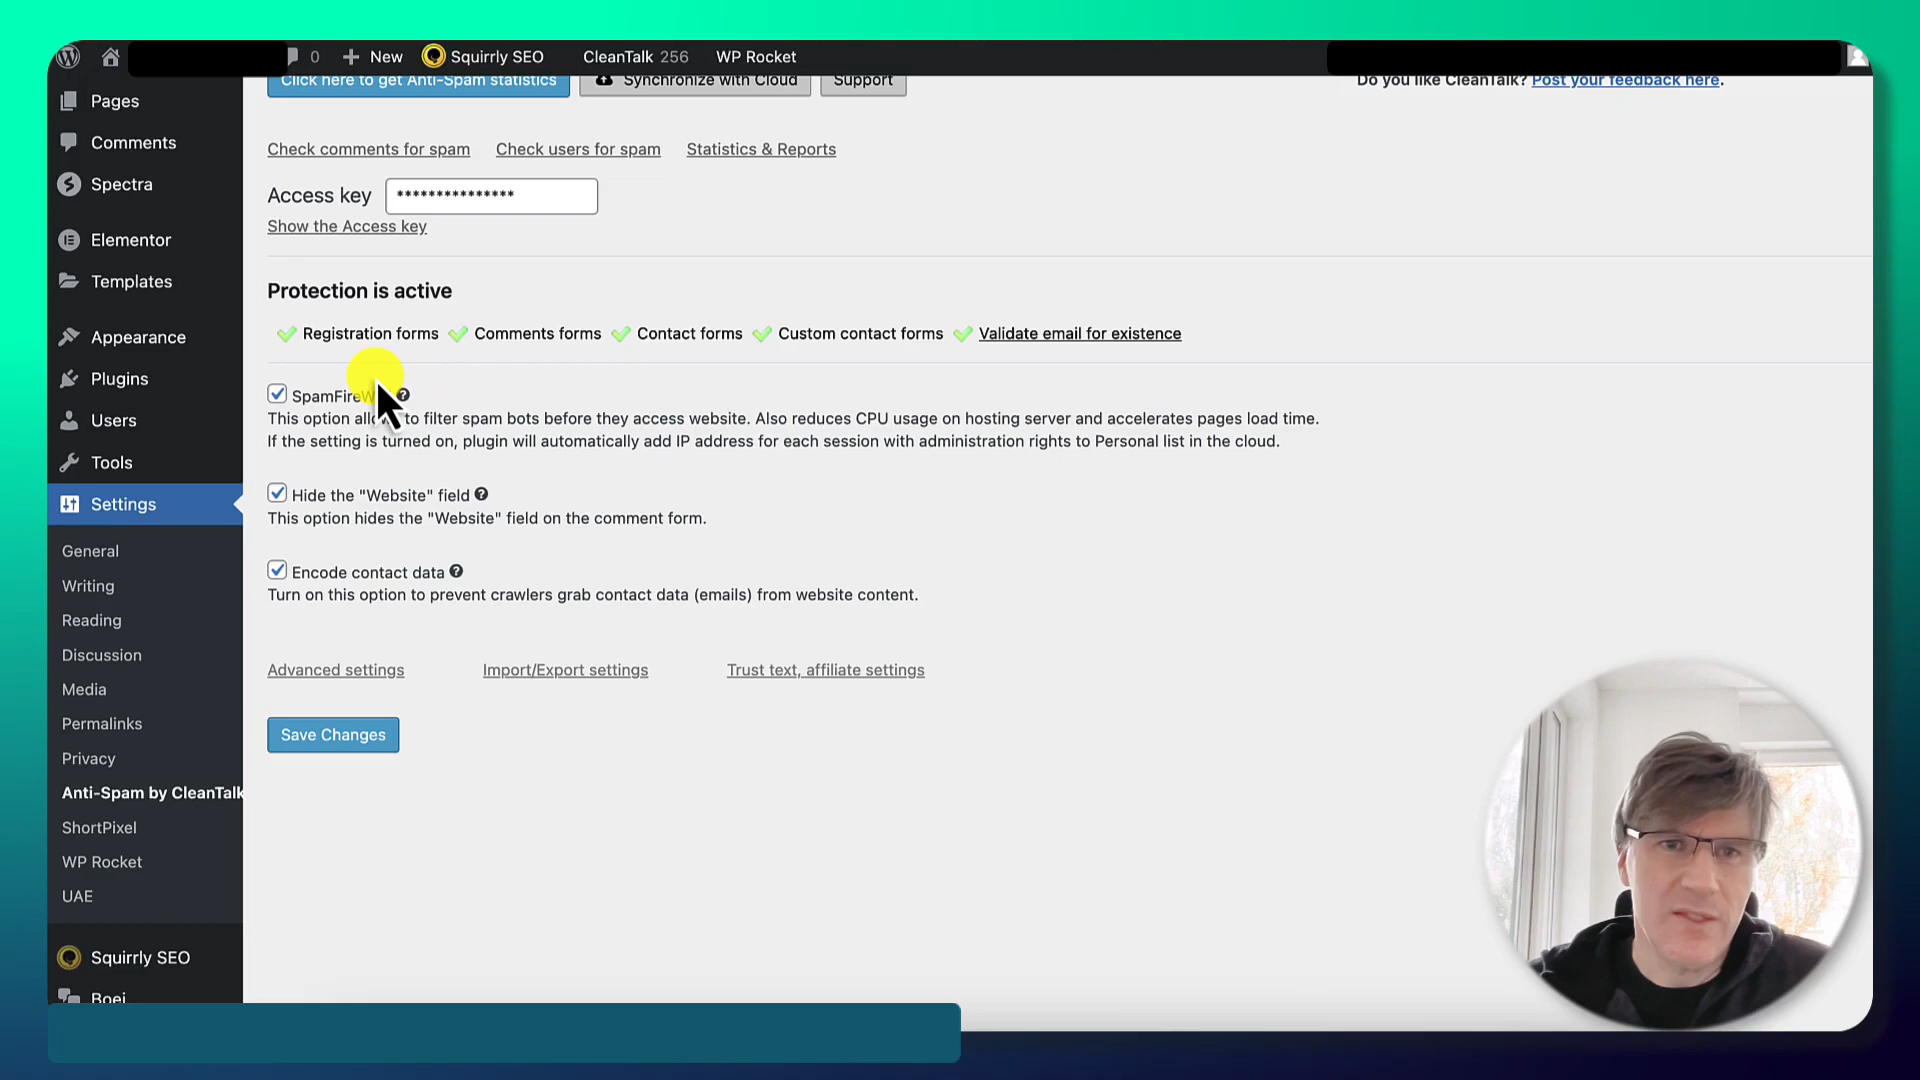 0 New Squirrly SEO CleanTalk 256 WP Rocket
Click here to get Anti-Spam statistics Synchronize with Cloud Support Do you like CleanTalk? Post your feedback here.
Pages
Comments
Spectra
Elementor
Templates
Appearance
Plugins
Users
Tools
Settings
General
Writing
Reading
Discussion
Media
Permalinks
Privacy
Anti-Spam by CleanTalk
ShortPixel
WP Rocket
UAE
Squirrly SEO
Boei
Check comments for spam Check users for spam Statistics & Reports
Access key ***************
Show the Access key
Protection is active
Registration forms Comments forms Contact forms Custom contact forms Validate email for existence
SpamFireW
This option all to filter spam bots before they access website. Also reduces CPU usage on hosting server and accelerates pages load time.
If the setting is turned on, plugin will automatically add IP address for each session with administration rights to Personal list in the cloud.
Hide the "Website" field
This option hides the "Website" field on the comment form.
Encode contact data
Turn on this option to prevent crawlers grab contact data (emails) from website content.
Advanced settings Import/Export settings Trust text, affiliate settings
Save Changes